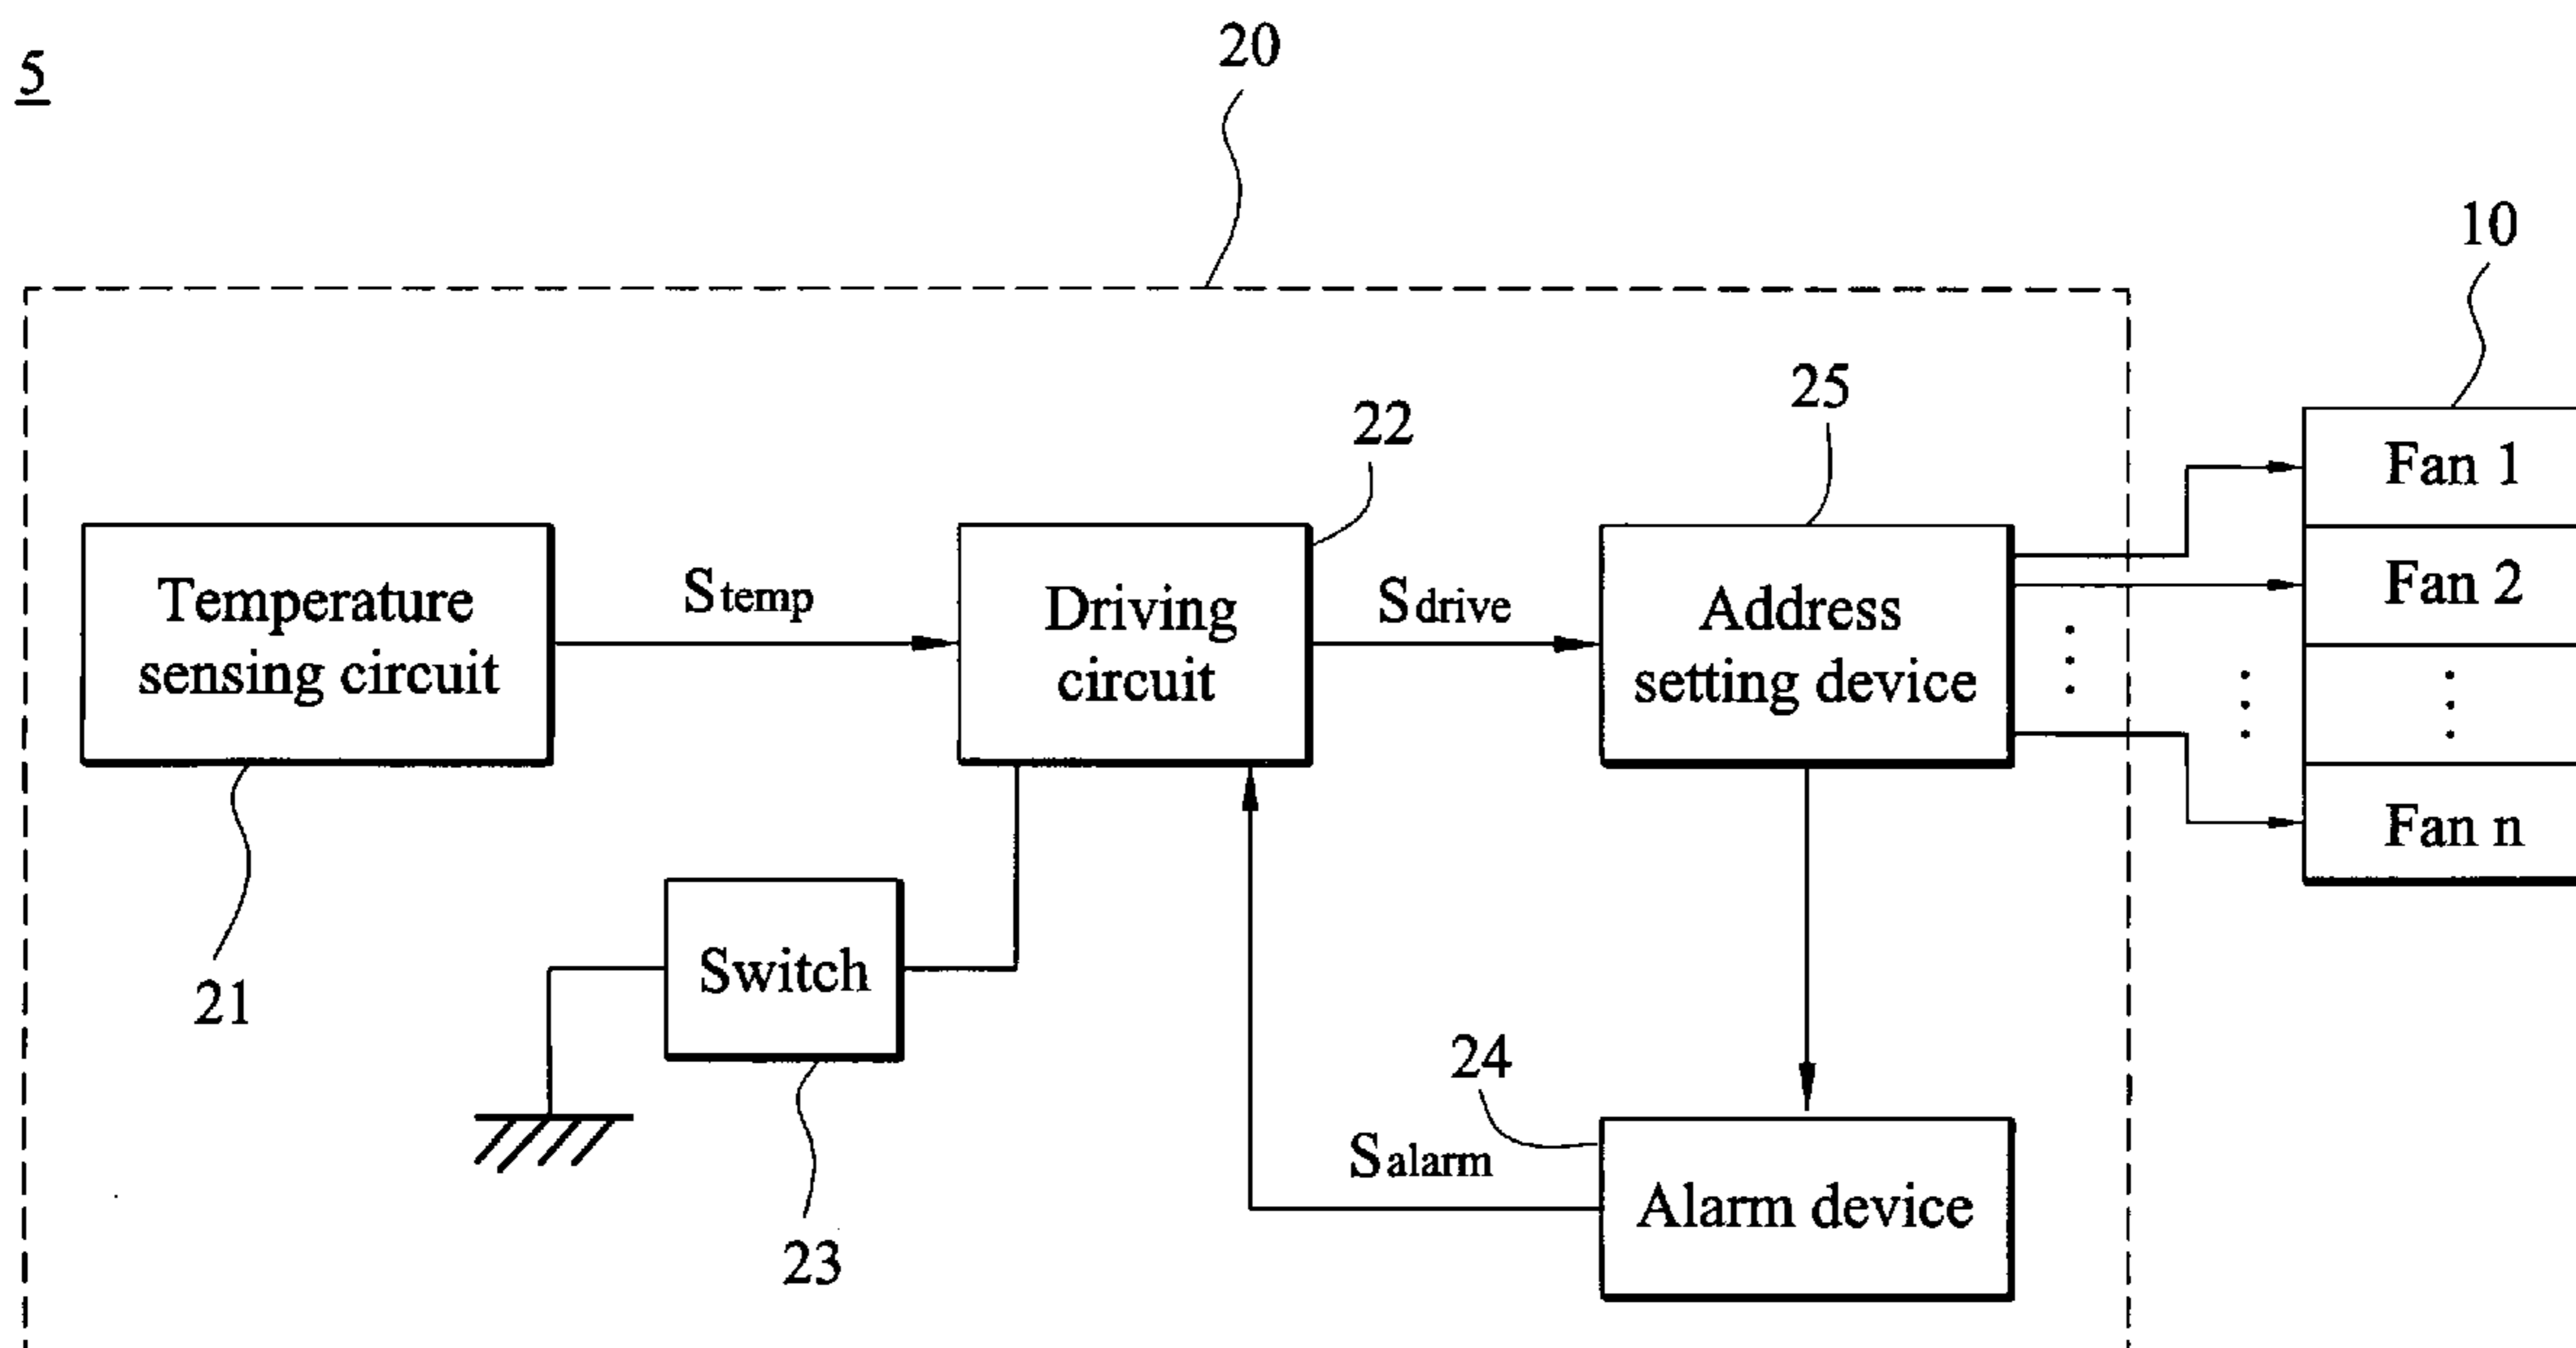 5
20
10
25
22
Fan 1
Fan 2
Fan n
Temperature
sensing circuit
Stemp
Driving
circuit
Sdrive
Address
setting device
21
Switch
23
24
Salarm
Alarm device